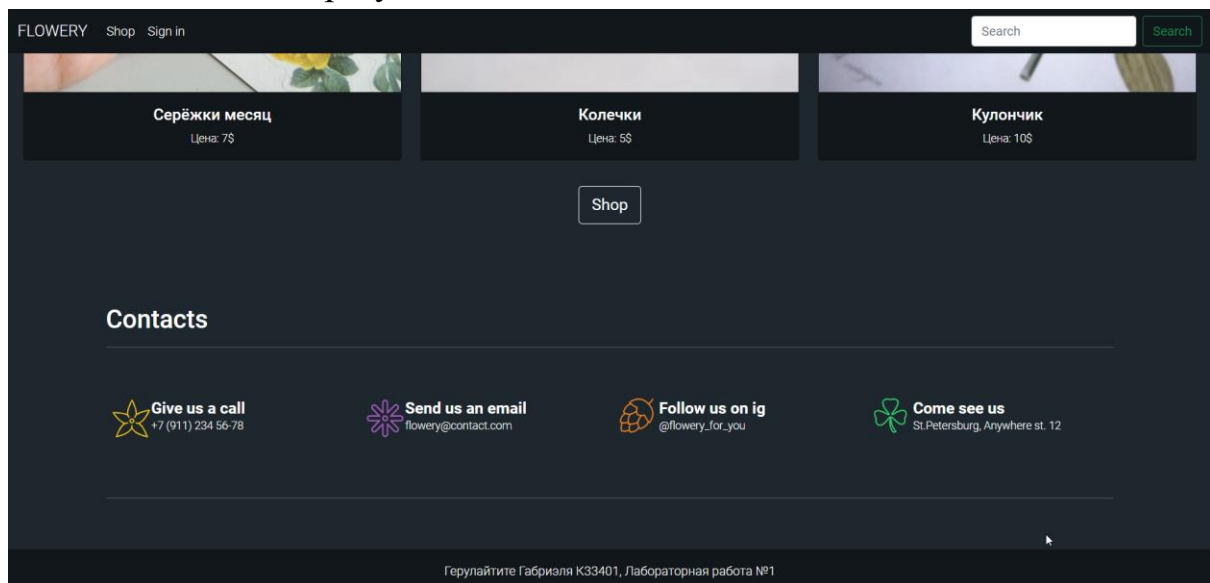 FLOWERY Shop Sign in Search Search
Серёжки месяц Колечки Кулончик
Цена: 7$ Цена: 5$ Цена: 10$
Shop
Contacts
Give us a call Send us an email Follow us on ig Come see us
+7 (911) 234 56-78 flowery@contact.com @flowery_for_you St.Petersburg, Anywhere st. 12
Герулайтите Габриэля К33401, Лабораторная работа №1